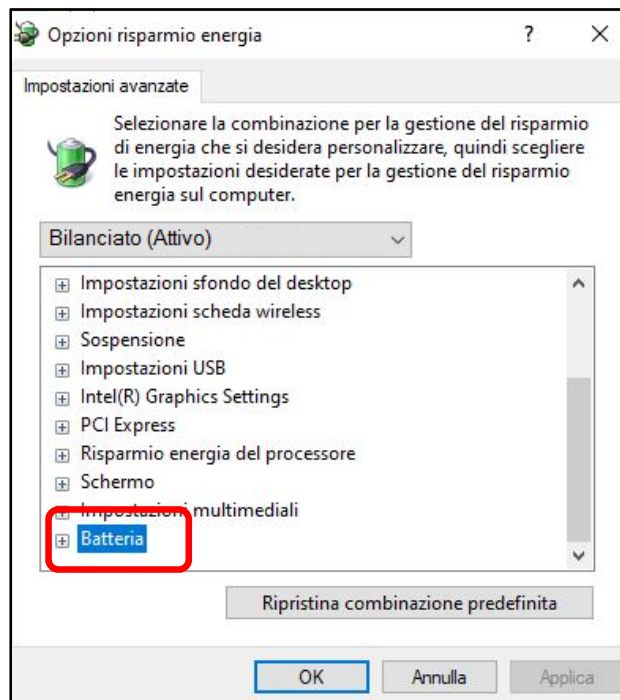 Opzioni risparmio energia
?
Impostazioni avanzate
Selezionare la combinazione per la gestione del risparmio
di energia che si desidera personalizzare, quindi scegliere
le impostazioni desiderate per la gestione del risparmio
energia sul computer.
Bilanciato (Attivo)
Impostazioni sfondo del desktop
Impostazioni scheda wireless
Sospensione
Impostazioni USB
Intel(R) Graphics Settings
PCI Express
Risparmio energia del processore
Schermo
Impostazioni multimediali
Batteria
Ripristina combinazione predefinita
OK
Annulla
Applica